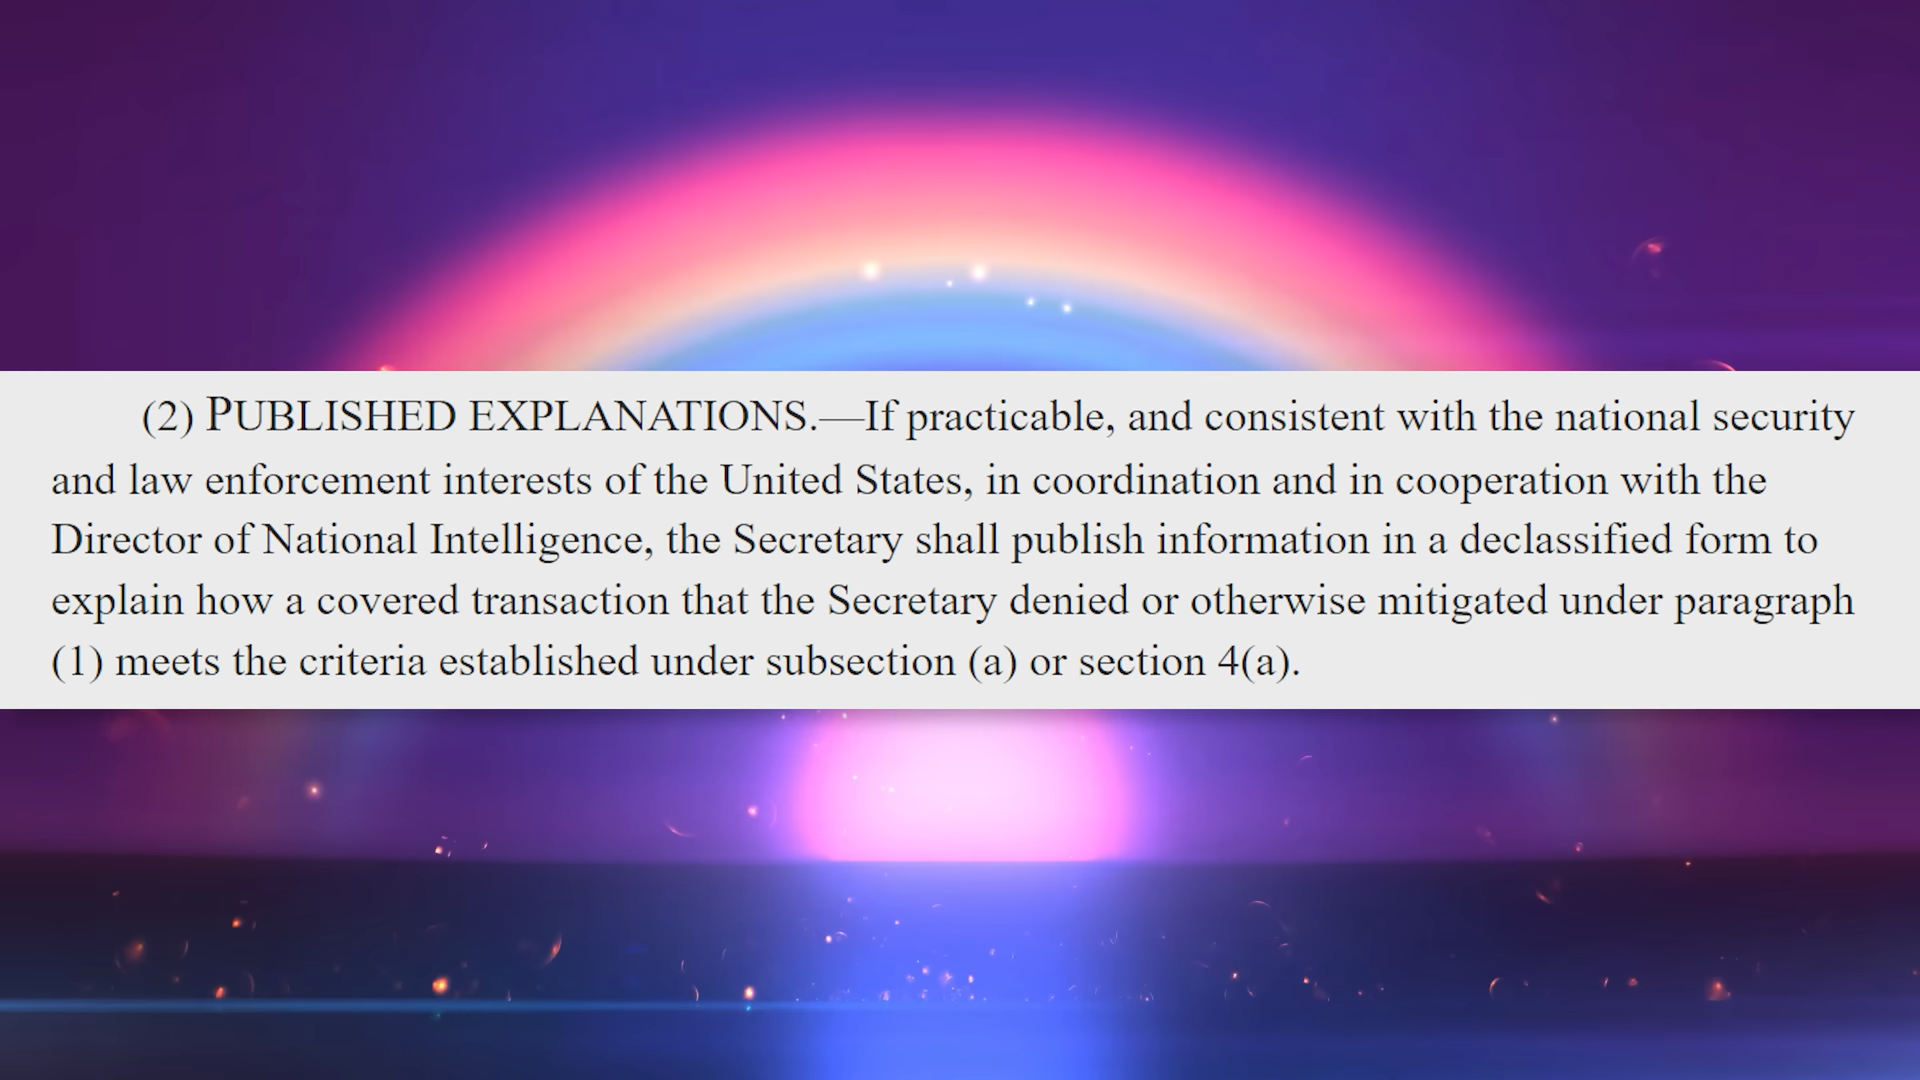 (2) PUBLISHED EXPLANATIONS.—If practicable, and consistent with the national security
and law enforcement interests of the United States, in coordination and in cooperation with the
Director of National Intelligence, the Secretary shall publish information in a declassified form to
explain how a covered transaction that the Secretary denied or otherwise mitigated under paragraph
(1) meets the criteria established under subsection (a) or section 4(a).